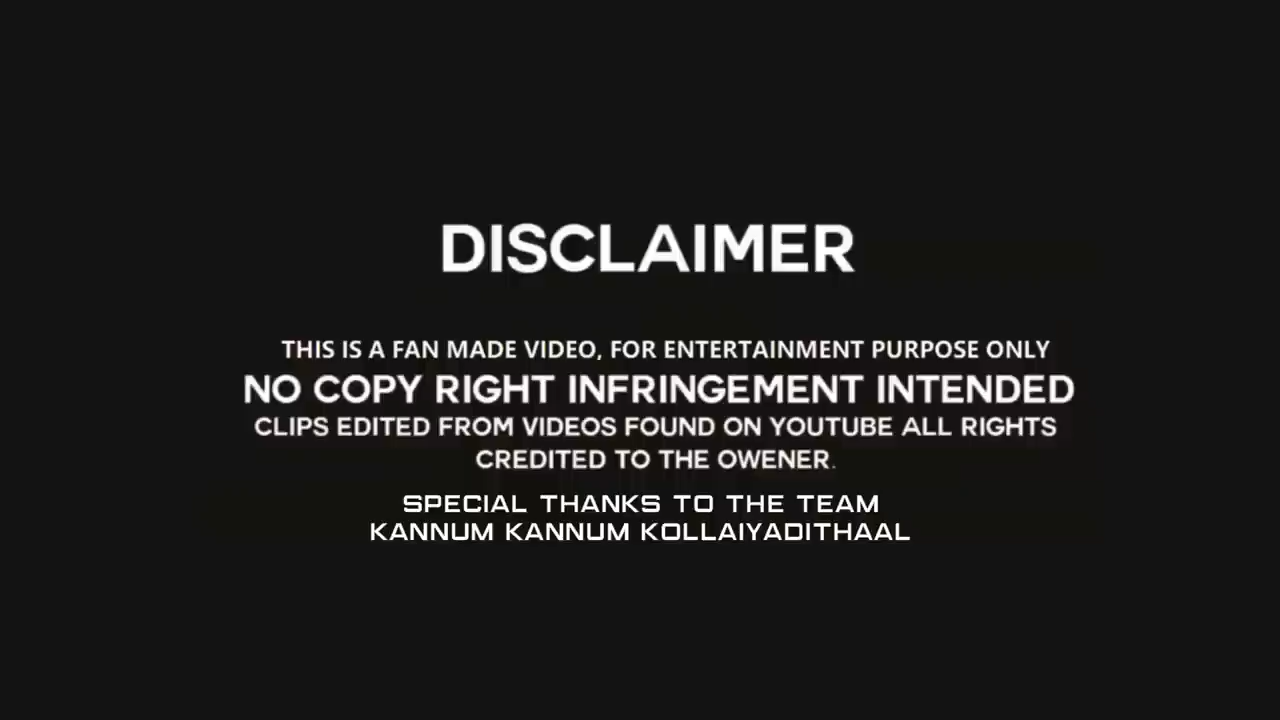 DISCLAIMER
THIS IS A FAN MADE VIDEO, FOR ENTERTAINMENT PURPOSE ONLY
NO COPY RIGHT INFRINGEMENT INTENDED
CLIPS EDITED FROM VIDEOS FOUND ON YOUTUBE ALL RIGHTS
CREDITED TO THE OWENER.
SPECIAL THANKS TO THE TEAM
KANNUM KANNUM KOLLAIYADITHAAL